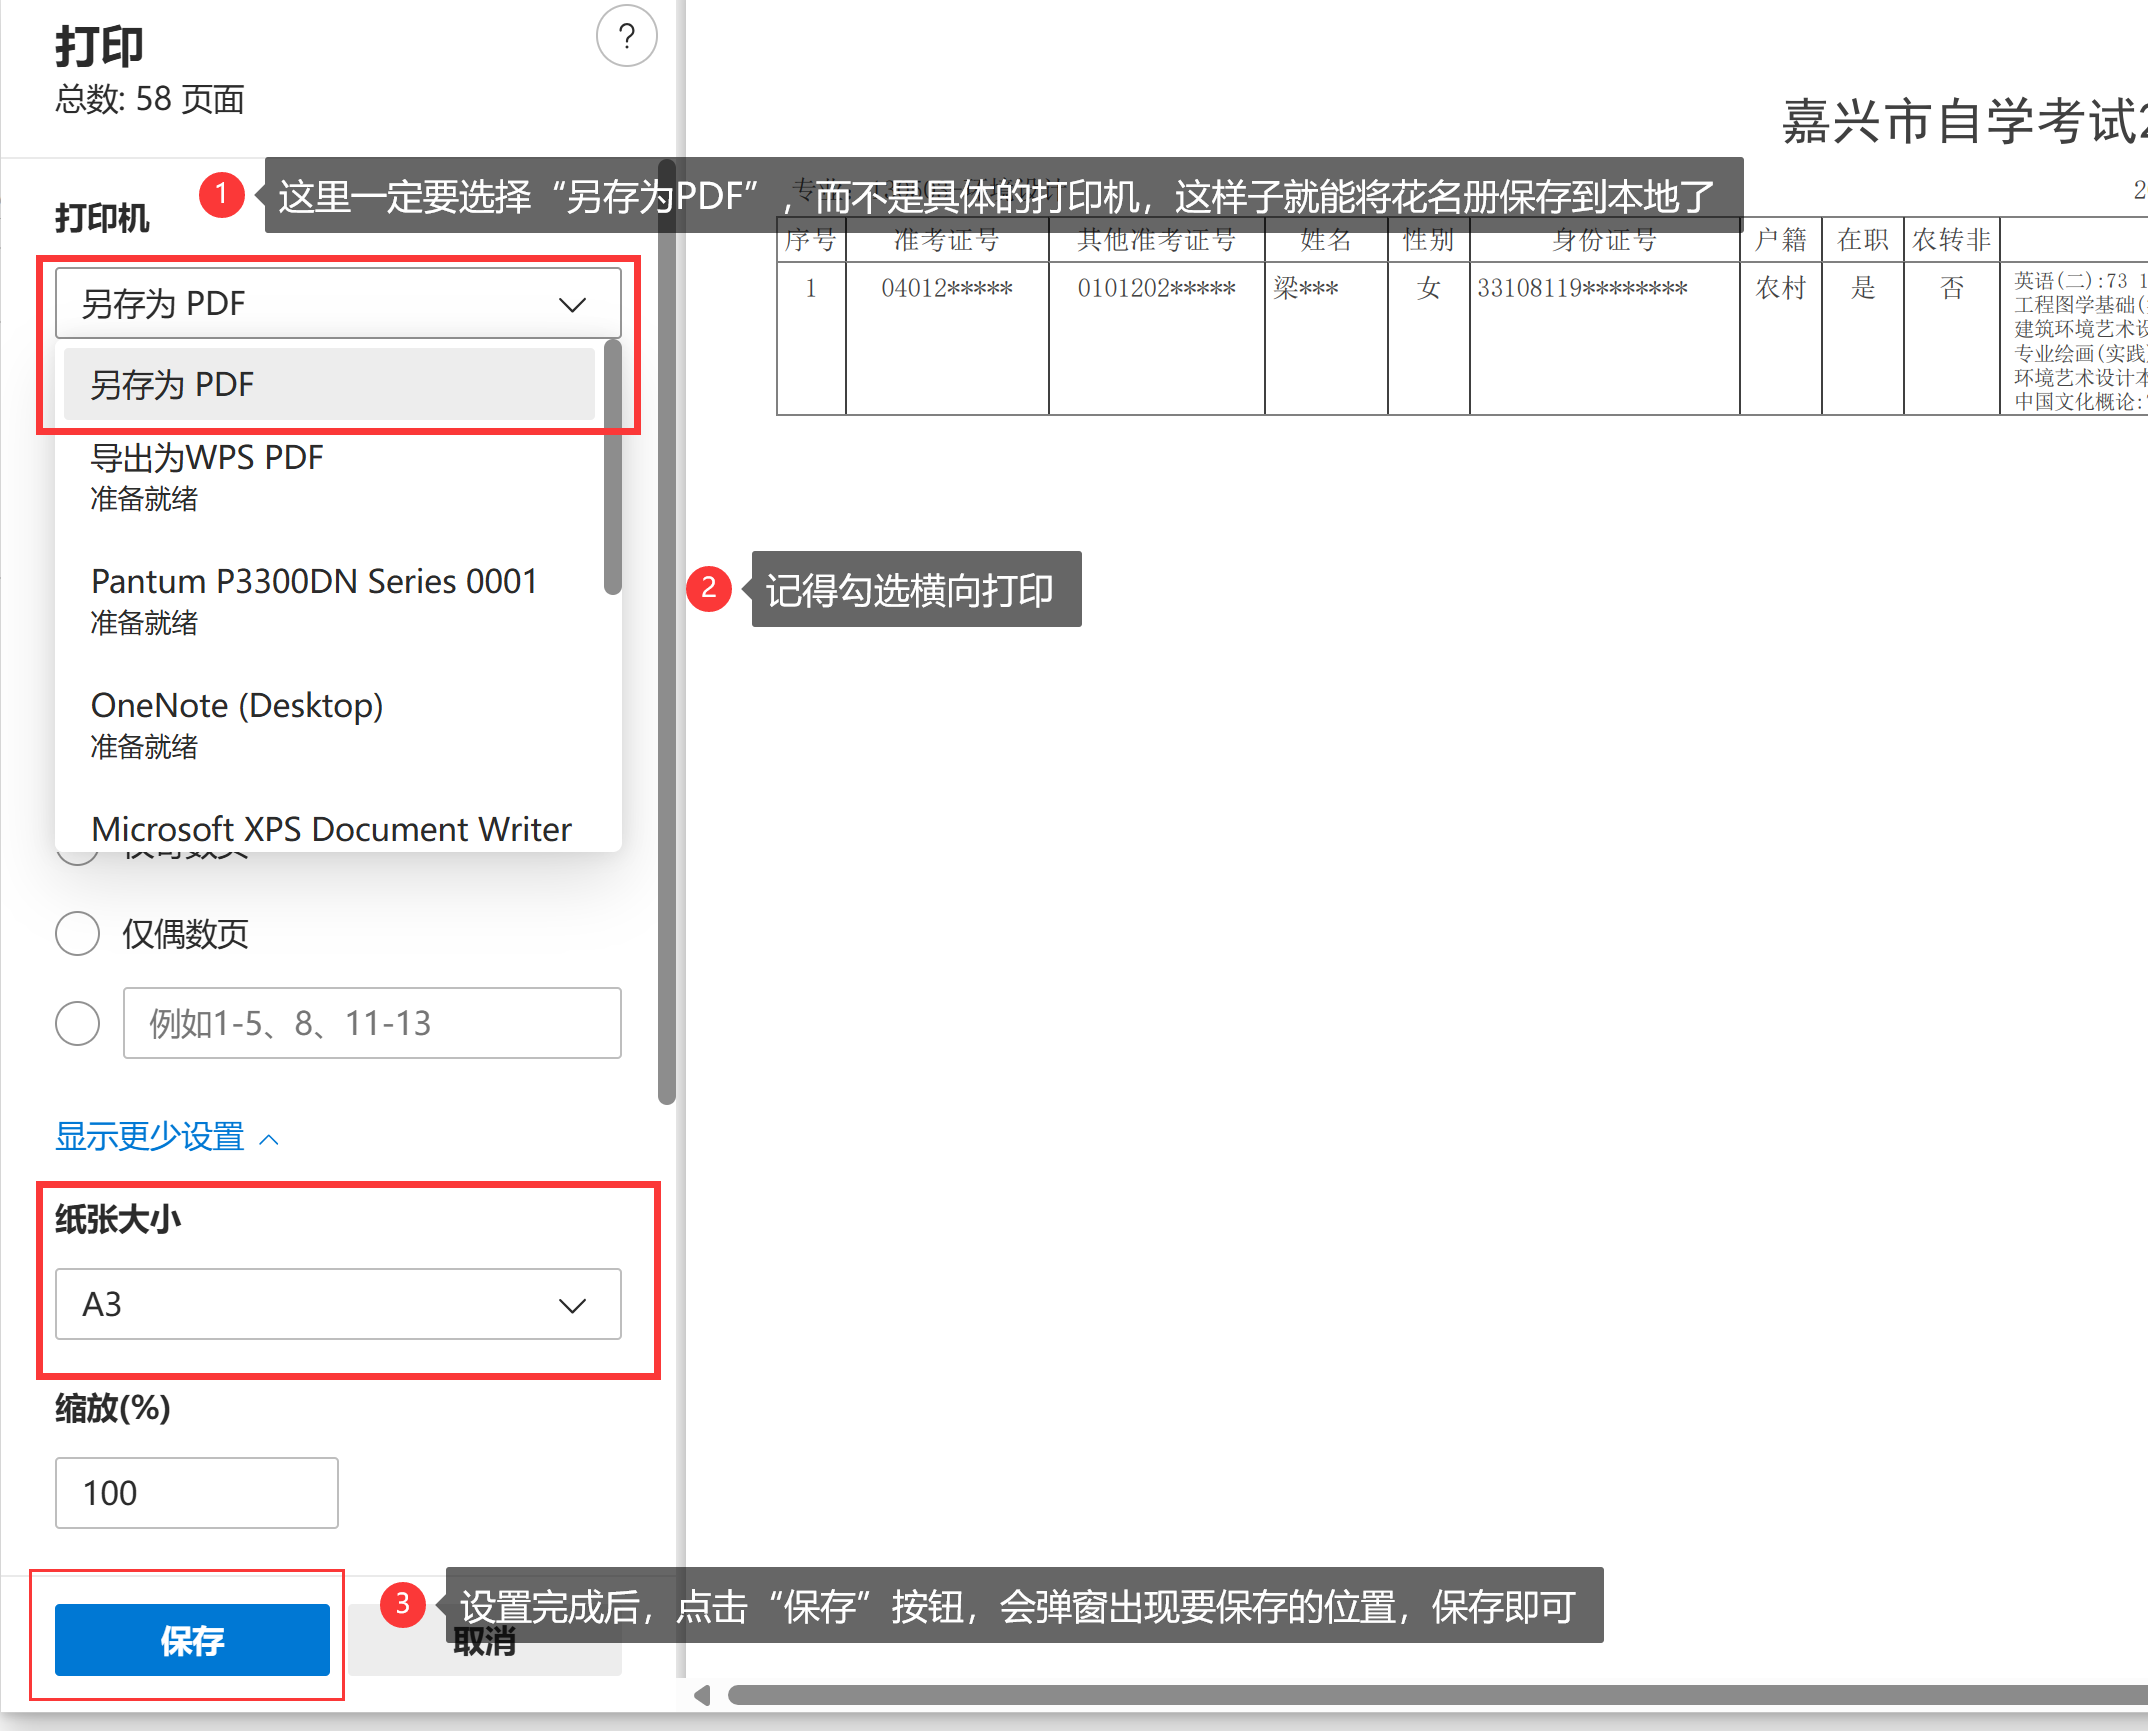 打印
?
总数: 58 页面
嘉兴市自学考试2
1
这里一定要选择“另存为PDF”，而不是具体的打印机，这样子就能将花名册保存到本地了
打印机
另存为 PDF
另存为 PDF
导出为WPS PDF
准备就绪
Pantum P3300DN Series 0001
准备就绪
OneNote (Desktop)
准备就绪
Microsoft XPS Document Writer
仅偶数页
例如1-5、8、11-13
显示更少设置
纸张大小
A3
缩放(%)
100
保存
取消
专业
2
序号 准考证号 其他准考证号 姓名 性别 身份证号 户籍 在职 农转非
1 04012***** 0101202***** 梁*** 女 33108119******** 农村 是 否
英语(二):73 1
工程图学基础(
建筑环境艺术设
专业绘画(实践)
环境艺术设计本
中国文化概论:
2
记得勾选横向打印
3
设置完成后，点击“保存”按钮，会弹窗出现要保存的位置，保存即可